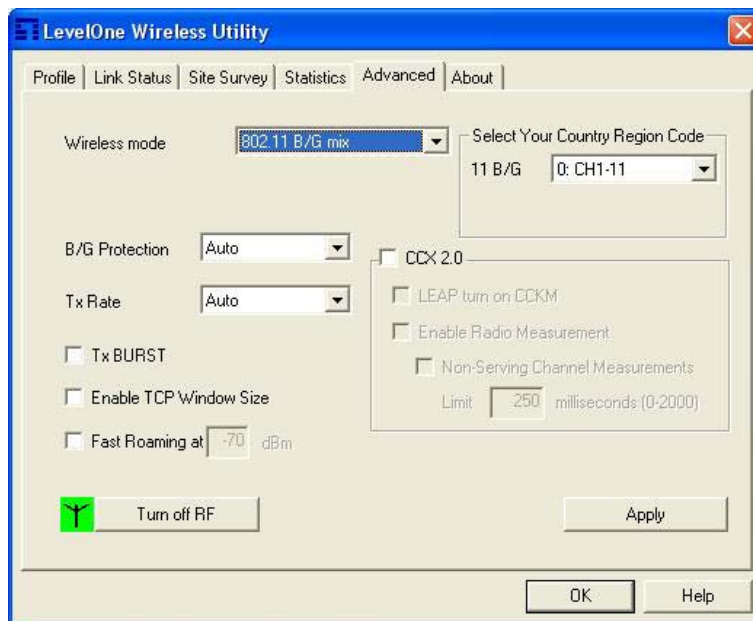 LevelOne Wireless Utility
Profile Link Status Site Survey Statistics Advanced About
Wireless mode 802.11 B/G mix
Select Your Country Region Code
11 B/G 0: CH1-11
B/G Protection Auto
Tx Rate Auto
Tx BURST
Enable TCP Window Size
Fast Roaming at -70 dBm
CCX 2.0
LEAP turn on CCKM
Enable Radio Measurement
Non-Serving Channel Measurements
Limit 250 milliseconds (0-2000)
Turn off RF
Apply
OK Help